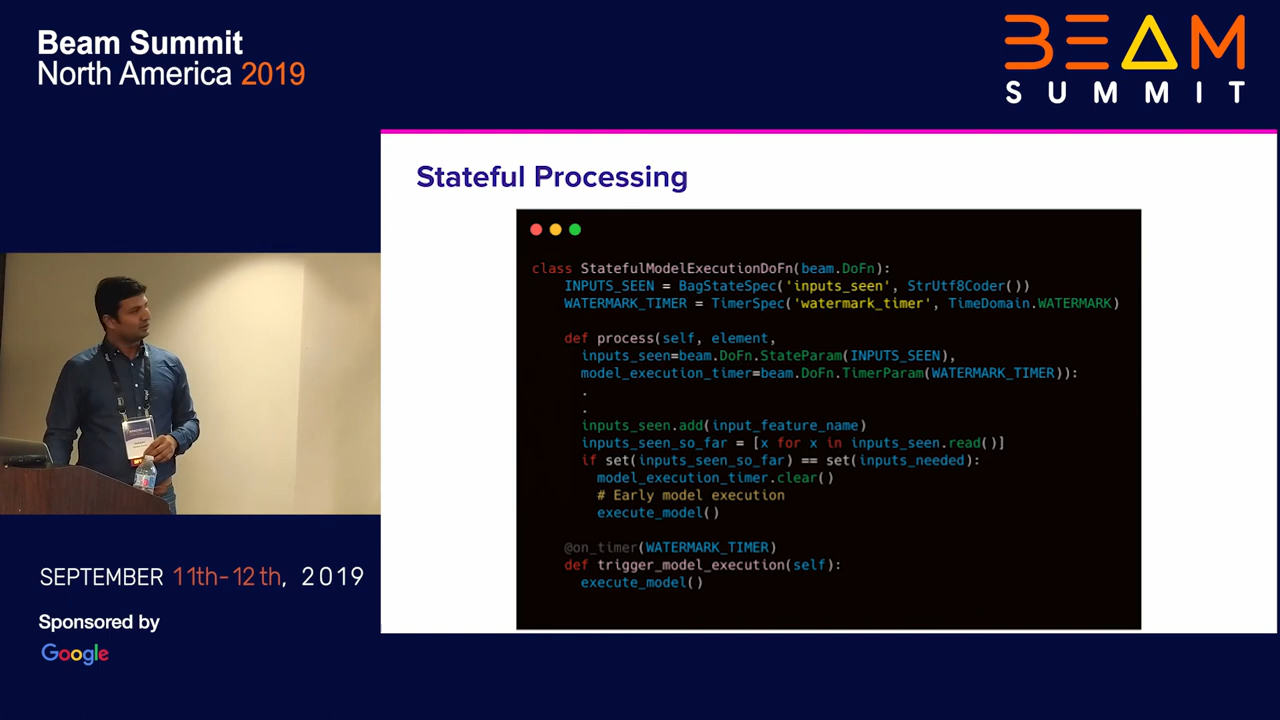 Beam Summit
North America 2019
BEAM
SUMMIT
Stateful Processing
class StatefulModelExecutionDoFn(beam.DoFn):
INPUTS_SEEN = BagStateSpec('inputs_seen', StrUtf8Coder())
WATERMARK_TIMER = TimerSpec('watermark_timer', TimeDomain.WATERMARK)
def process(self, element,
inputs_seen=beam.DoFn.StateParam(INPUTS_SEEN),
model_execution_timer=beam.DoFn.TimerParam(WATERMARK_TIMER)):
.
.
inputs_seen.add(input_feature_name)
inputs_seen_so_far = [x for x in inputs_seen.read()]
if set(inputs_seen_so_far) == set(inputs_needed):
model_execution_timer.clear()
# Early model execution
execute_model()
@on_timer(WATERMARK_TIMER)
def trigger_model_execution(self):
execute_model()
SEPTEMBER 11th-12th, 2019
Sponsored by
Google